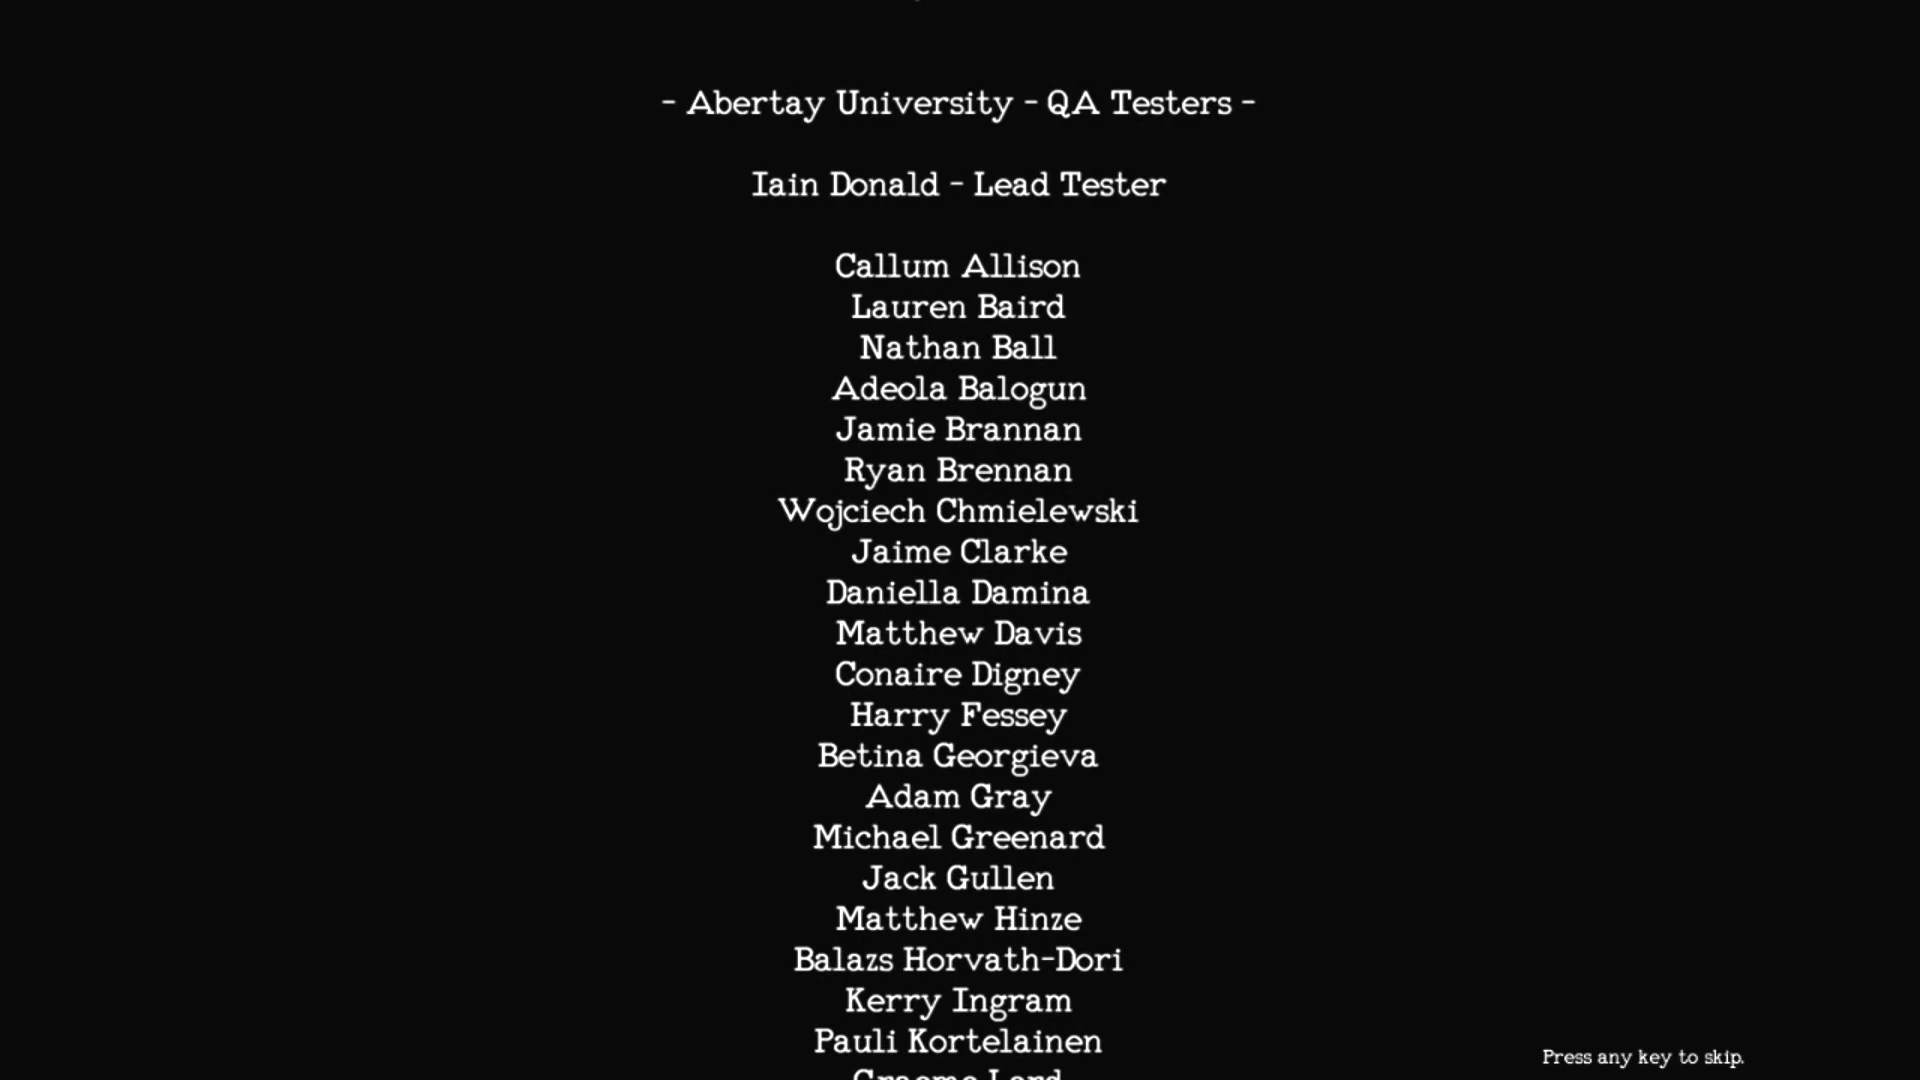 - Abertay University - QA Testers -
Iain Donald - Lead Tester
Callum Allison
Lauren Baird
Nathan Ball
Adeola Balogun
Jamie Brannan
Ryan Brennan
Wojciech Chmielewski
Jaime Clarke
Daniella Damina
Matthew Davis
Conaire Digney
Harry Fessey
Betina Georgieva
Adam Gray
Michael Greenard
Jack Gullen
Matthew Hinze
Balazs Horvath-Dori
Kerry Ingram
Pauli Kortelainen
Press any key to skip.